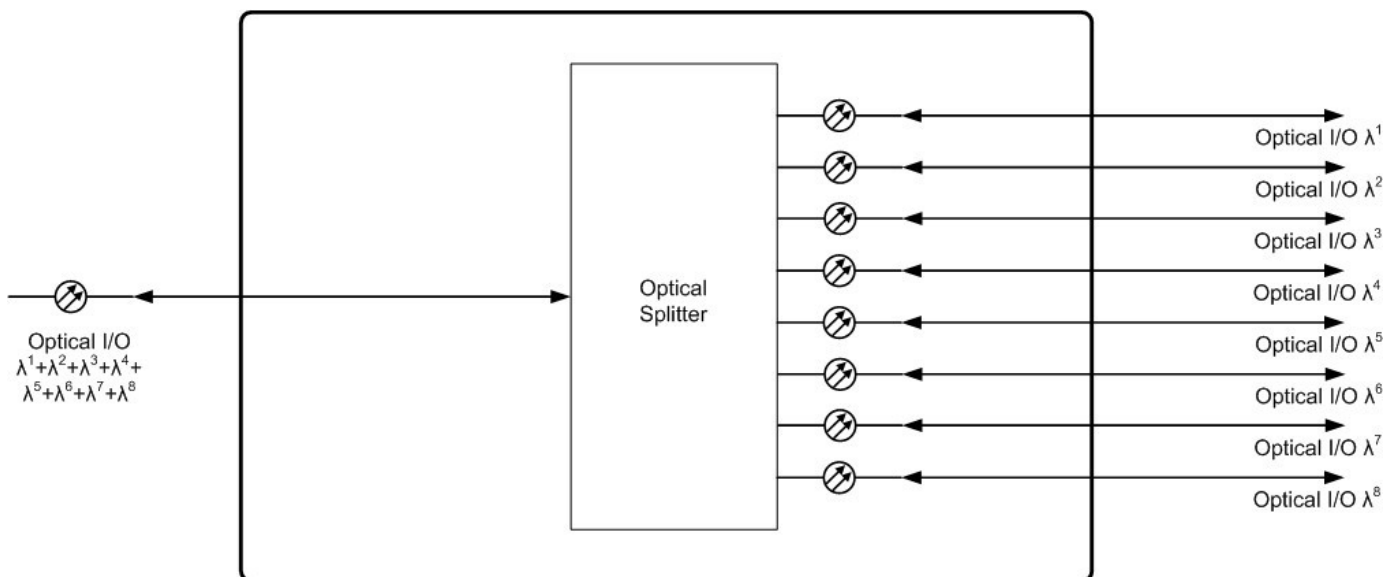 Optical I/O λ¹
Optical I/O λ²
Optical I/O λ³
Optical I/O λ⁴
Optical I/O λ⁵
Optical I/O λ⁶
Optical I/O λ⁷
Optical I/O λ⁸
Optical
Splitter
Optical I/O
λ¹+λ²+λ³+λ⁴+
λ⁵+λ⁶+λ⁷+λ⁸